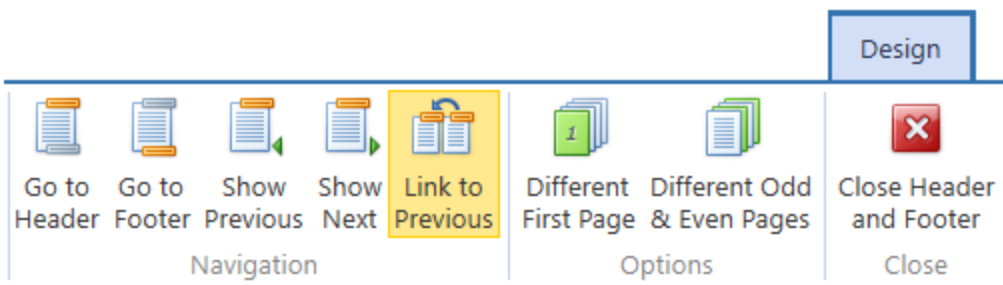 Design
Go to
Header
Go to
Footer
Show
Previous
Show
Next
Link to
Previous
1
Different
First Page
Different Odd
& Even Pages
Close Header
and Footer
Navigation
Options
Close